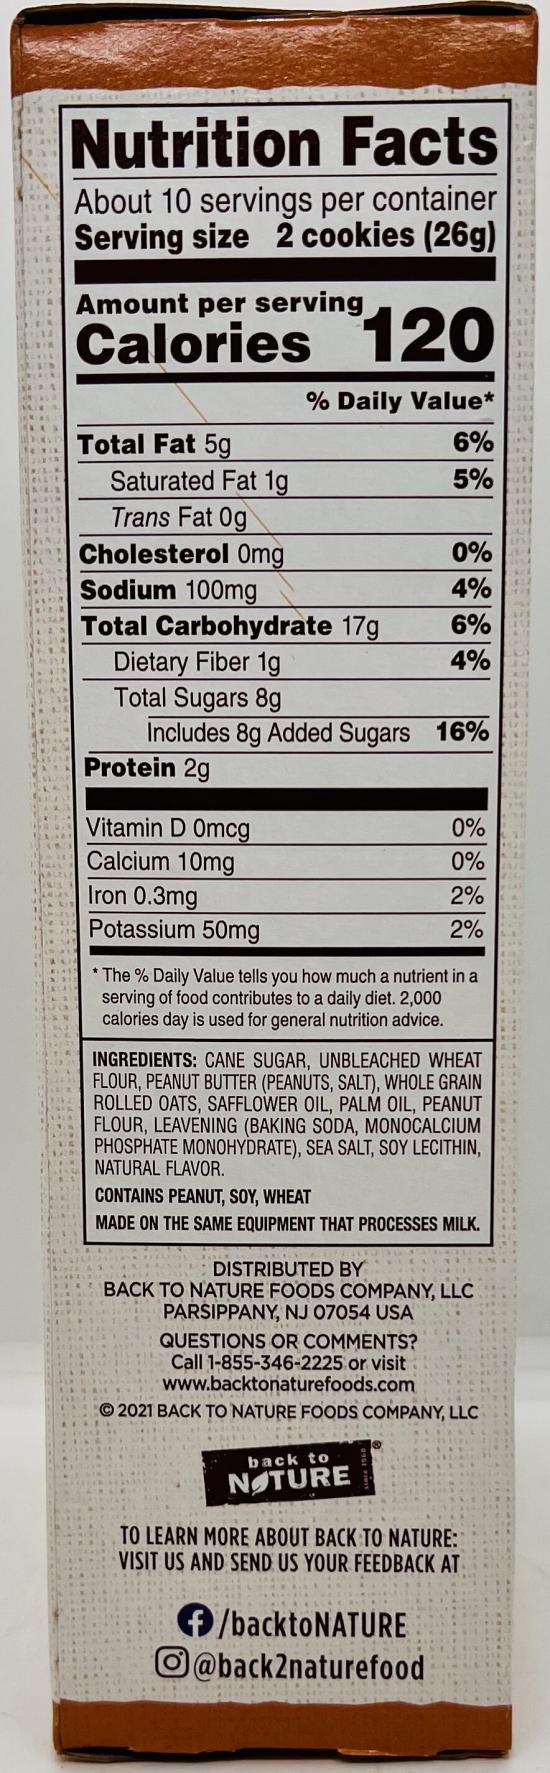 Nutrition Facts
About 10 servings per container
Serving size 2 cookies (26g)
Amount per serving
Calories 120
% Daily Value*
Total Fat 5g 6%
Saturated Fat 1g 5%
Trans Fat 0g
Cholesterol 0mg 0%
Sodium 100mg 4%
Total Carbohydrate 17g 6%
Dietary Fiber 1g 4%
Total Sugars 8g
Includes 8g Added Sugars 16%
Protein 2g
Vitamin D 0mcg 0%
Calcium 10mg 0%
Iron 0.3mg 2%
Potassium 50mg 2%
* The % Daily Value tells you how much a nutrient in a
serving of food contributes to a daily diet. 2,000
calories day is used for general nutrition advice.
INGREDIENTS: CANE SUGAR, UNBLEACHED WHEAT
FLOUR, PEANUT BUTTER (PEANUTS, SALT), WHOLE GRAIN
ROLLED OATS, SAFFLOWER OIL, PALM OIL, PEANUT
FLOUR, LEAVENING (BAKING SODA, MONOCALCIUM
PHOSPHATE MONOHYDRATE), SEA SALT, SOY LECITHIN,
NATURAL FLAVOR.
CONTAINS PEANUT, SOY, WHEAT
MADE ON THE SAME EQUIPMENT THAT PROCESSES MILK.
DISTRIBUTED BY
BACK TO NATURE FOODS COMPANY, LLC
PARSIPPANY, NJ 07054 USA
QUESTIONS OR COMMENTS?
Call 1-855-346-2225 or visit
www.backtonaturefoods.com
© 2021 BACK TO NATURE FOODS COMPANY, LLC
back to
NATURE
since 1960
®
TO LEARN MORE ABOUT BACK TO NATURE:
VISIT US AND SEND US YOUR FEEDBACK AT
/backtoNATURE
@back2naturefood